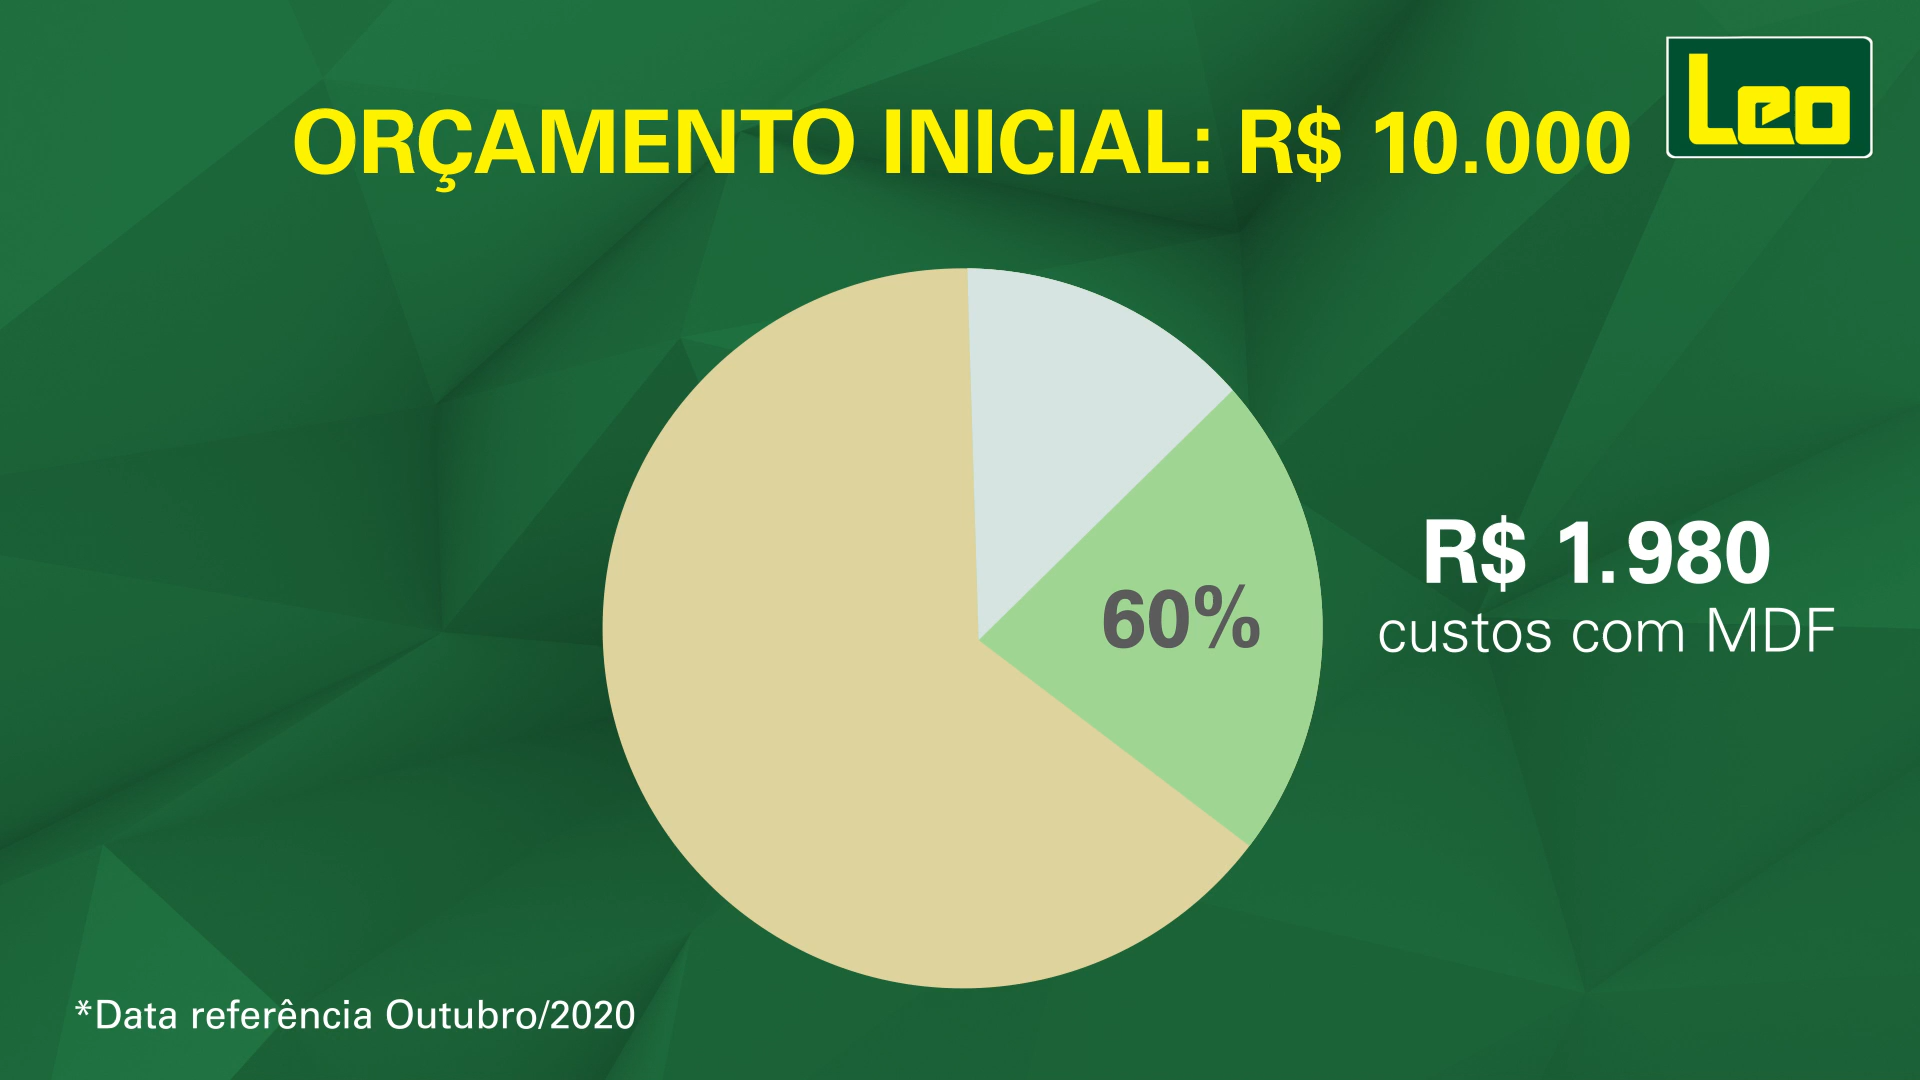 ORÇAMENTO INICIAL: R$ 10.000
Leo
60%
R$ 1.980
custos com MDF
*Data referência Outubro/2020